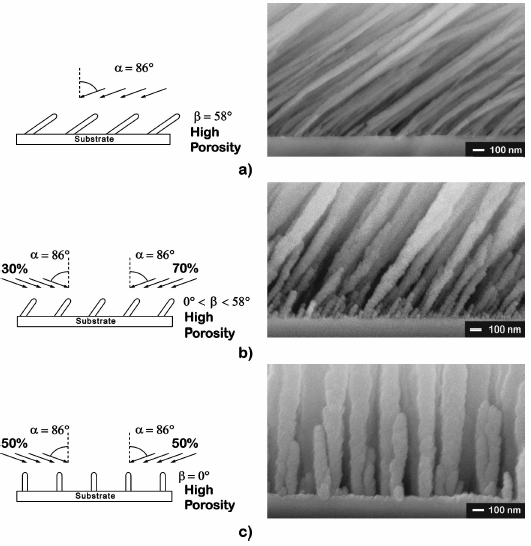 α = 86°
β = 58°
High
Porosity
Substrate
a)
100 nm
α = 86°
α = 86°
30%
70%
0° < β < 58°
High
Porosity
Substrate
b)
100 nm
α = 86°
α = 86°
50%
50%
β = 0°
High
Porosity
Substrate
c)
100 nm